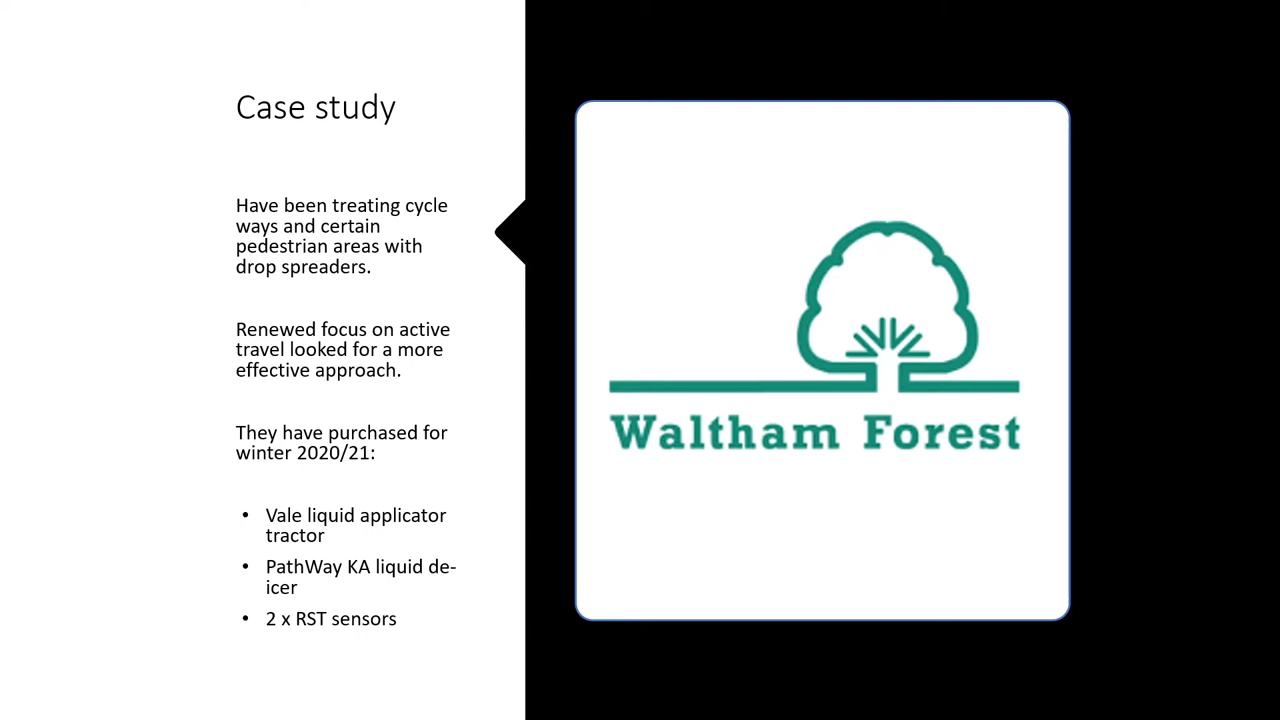 Case study
Have been treating cycle
ways and certain
pedestrian areas with
drop spreaders.
Renewed focus on active
travel looked for a more
effective approach.
They have purchased for
winter 2020/21:
• Vale liquid applicator
tractor
• PathWay KA liquid de-
icer
• 2 x RST sensors
Waltham Forest